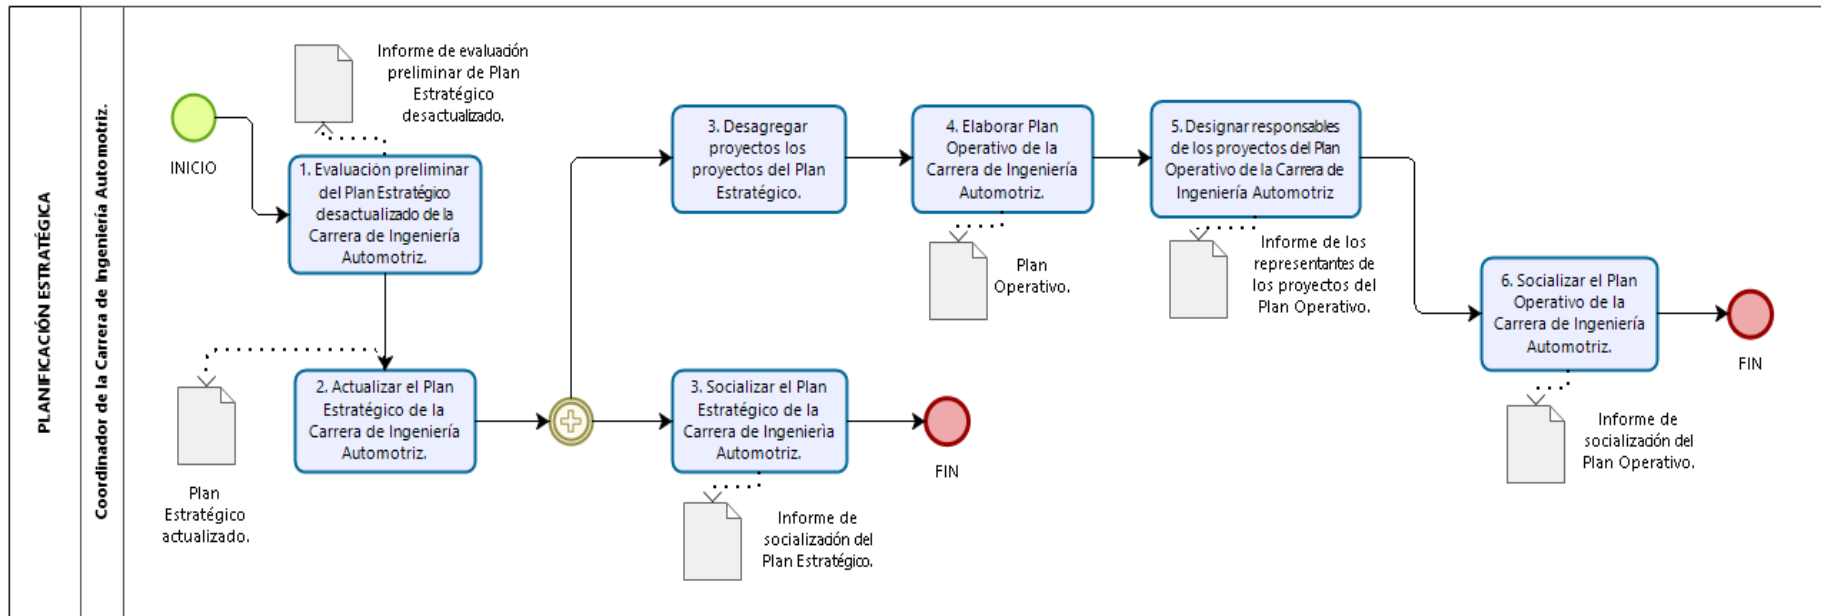 PLANIFICACIÓN ESTRATÉGICA
Coordinador de la Carrera de Ingeniería Automotriz.
INICIO
Informe de evaluación
preliminar de Plan
Estratégico
desactualizado.
1. Evaluación preliminar
del Plan Estratégico
desactualizado de la
Carrera de Ingeniería
Automotriz.
2. Actualizar el Plan
Estratégico de la
Carrera de Ingeniería
Automotriz.
Plan
Estratégico
actualizado.
3. Desagregar
proyectos los
proyectos del Plan
Estratégico.
4. Elaborar Plan
Operativo de la
Carrera de Ingeniería
Automotriz.
Plan
Operativo.
5. Designar responsables
de los proyectos del Plan
Operativo de la Carrera de
Ingeniería Automotriz
Informe de los
representantes de
los proyectos del
Plan Operativo.
6. Socializar el Plan
Operativo de la
Carrera de Ingeniería
Automotriz.
FIN
Informe de
socialización del
Plan Operativo.
3. Socializar el Plan
Estratégico de la
Carrera de Ingenierìa
Automotriz.
FIN
Informe de
socialización del
Plan Estratégico.